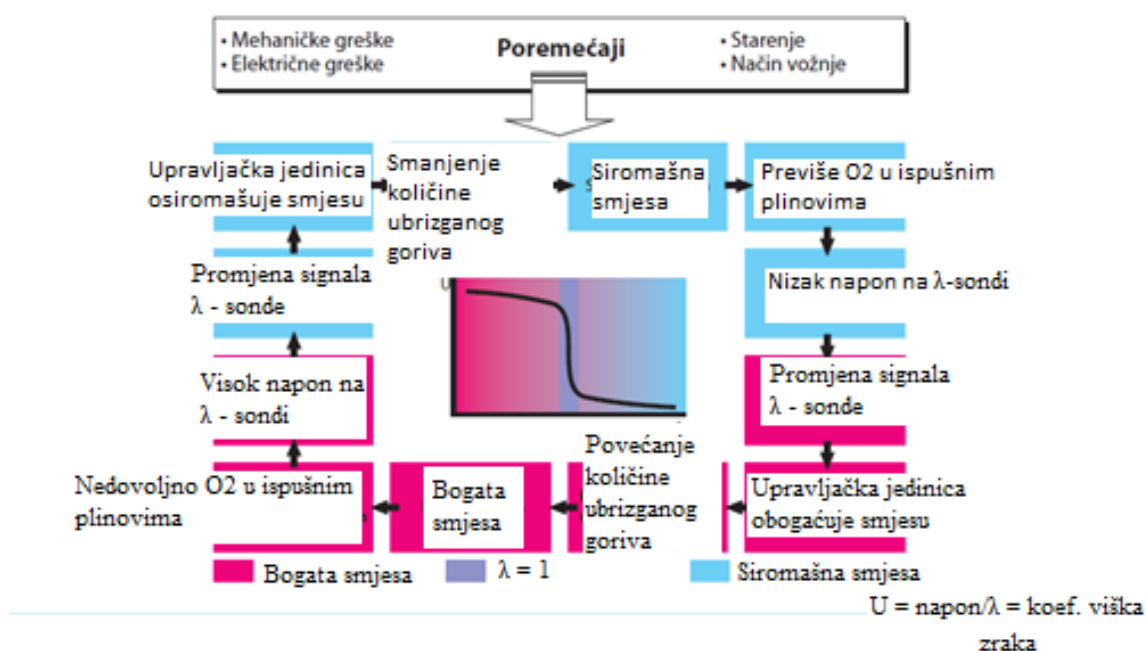 • Mehaničke greške
• Električne greške
Poremećaji
• Starenje
• Način vožnje
Upravljačka jedinica
osiromašuje smjesu
Smanjenje
količine
ubrizganog
goriva
Siromašna
smjesa
Previše O2 u ispušnim
plinovima
Promjena signala
λ - sonde
U
Nizak napon na λ-sondi
Visok napon na
λ - sondi
Promjena signala
λ - sonde
Nedovoljno O2 u ispušnim
plinovima
Bogata
smjesa
Povećanje
količine
ubrizganog
goriva
Upravljačka jedinica
obogaćuje smjesu
Bogata smjesa
λ = 1
Siromašna smjesa
U = napon/λ = koef. viška
zraka